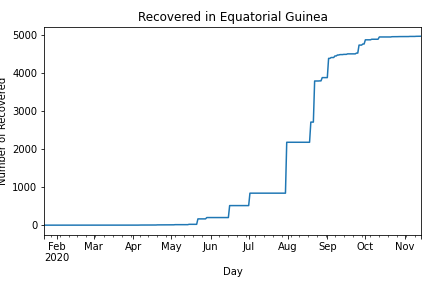 Recovered in Equatorial Guinea
Number of Recovered
5000
4000
3000
2000
1000
0
Feb Mar Apr May Jun Jul Aug Sep Oct Nov
2020
Day